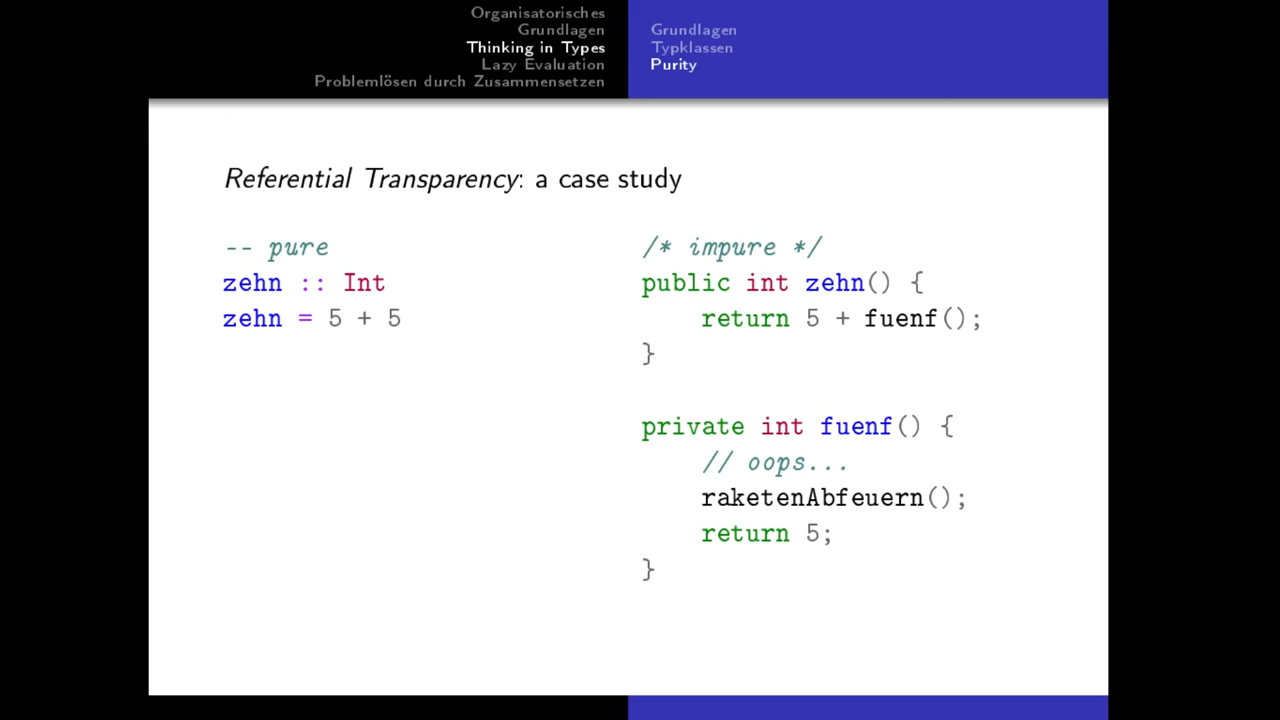 Organisatorisches
Grundlagen
Thinking in Types
Lazy Evaluation
Problemlösen durch Zusammensetzen
Grundlagen
Typklassen
Purity
Referential Transparency: a case study
-- pure
zehn :: Int
zehn = 5 + 5
/* impure */
public int zehn() {
    return 5 + fuenf();
}
private int fuenf() {
    // oops...
    raketenAbfeuern();
    return 5;
}